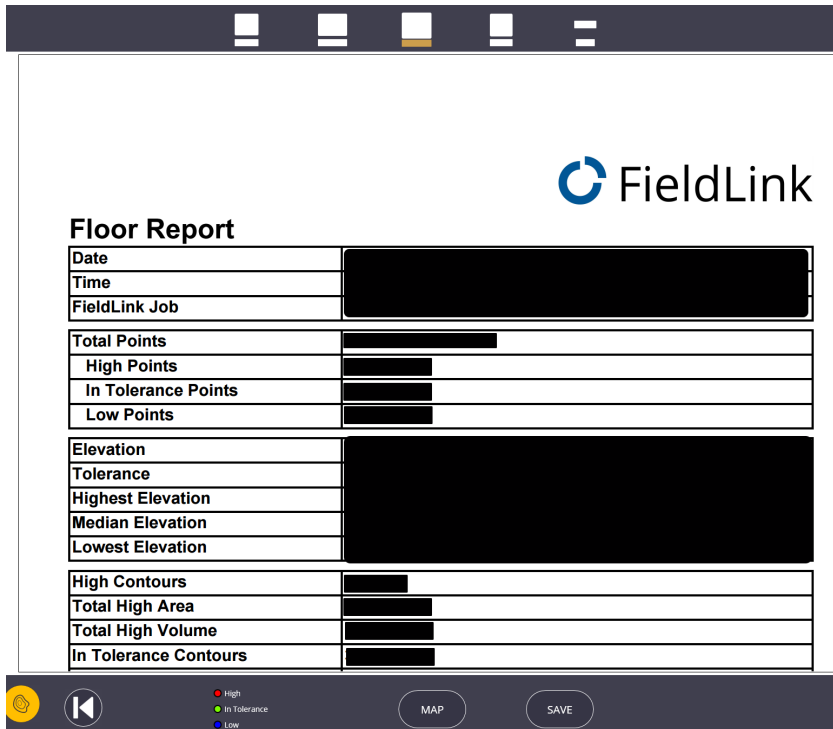 FieldLink
Floor Report
Date
Time
FieldLink Job
Total Points
High Points
In Tolerance Points
Low Points
Elevation
Tolerance
Highest Elevation
Median Elevation
Lowest Elevation
High Contours
Total High Area
Total High Volume
In Tolerance Contours
High
In Tolerance
Low
MAP
SAVE